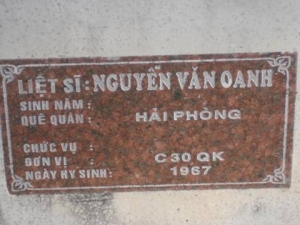 LIỆT SĨ: NGUYỄN VĂN OANH
SINH NĂM :
QUÊ QUÁN : HẢI PHÒNG
CHỨC VỤ :
ĐƠN VỊ : C30 QK
NGÀY HY SINH: 1967